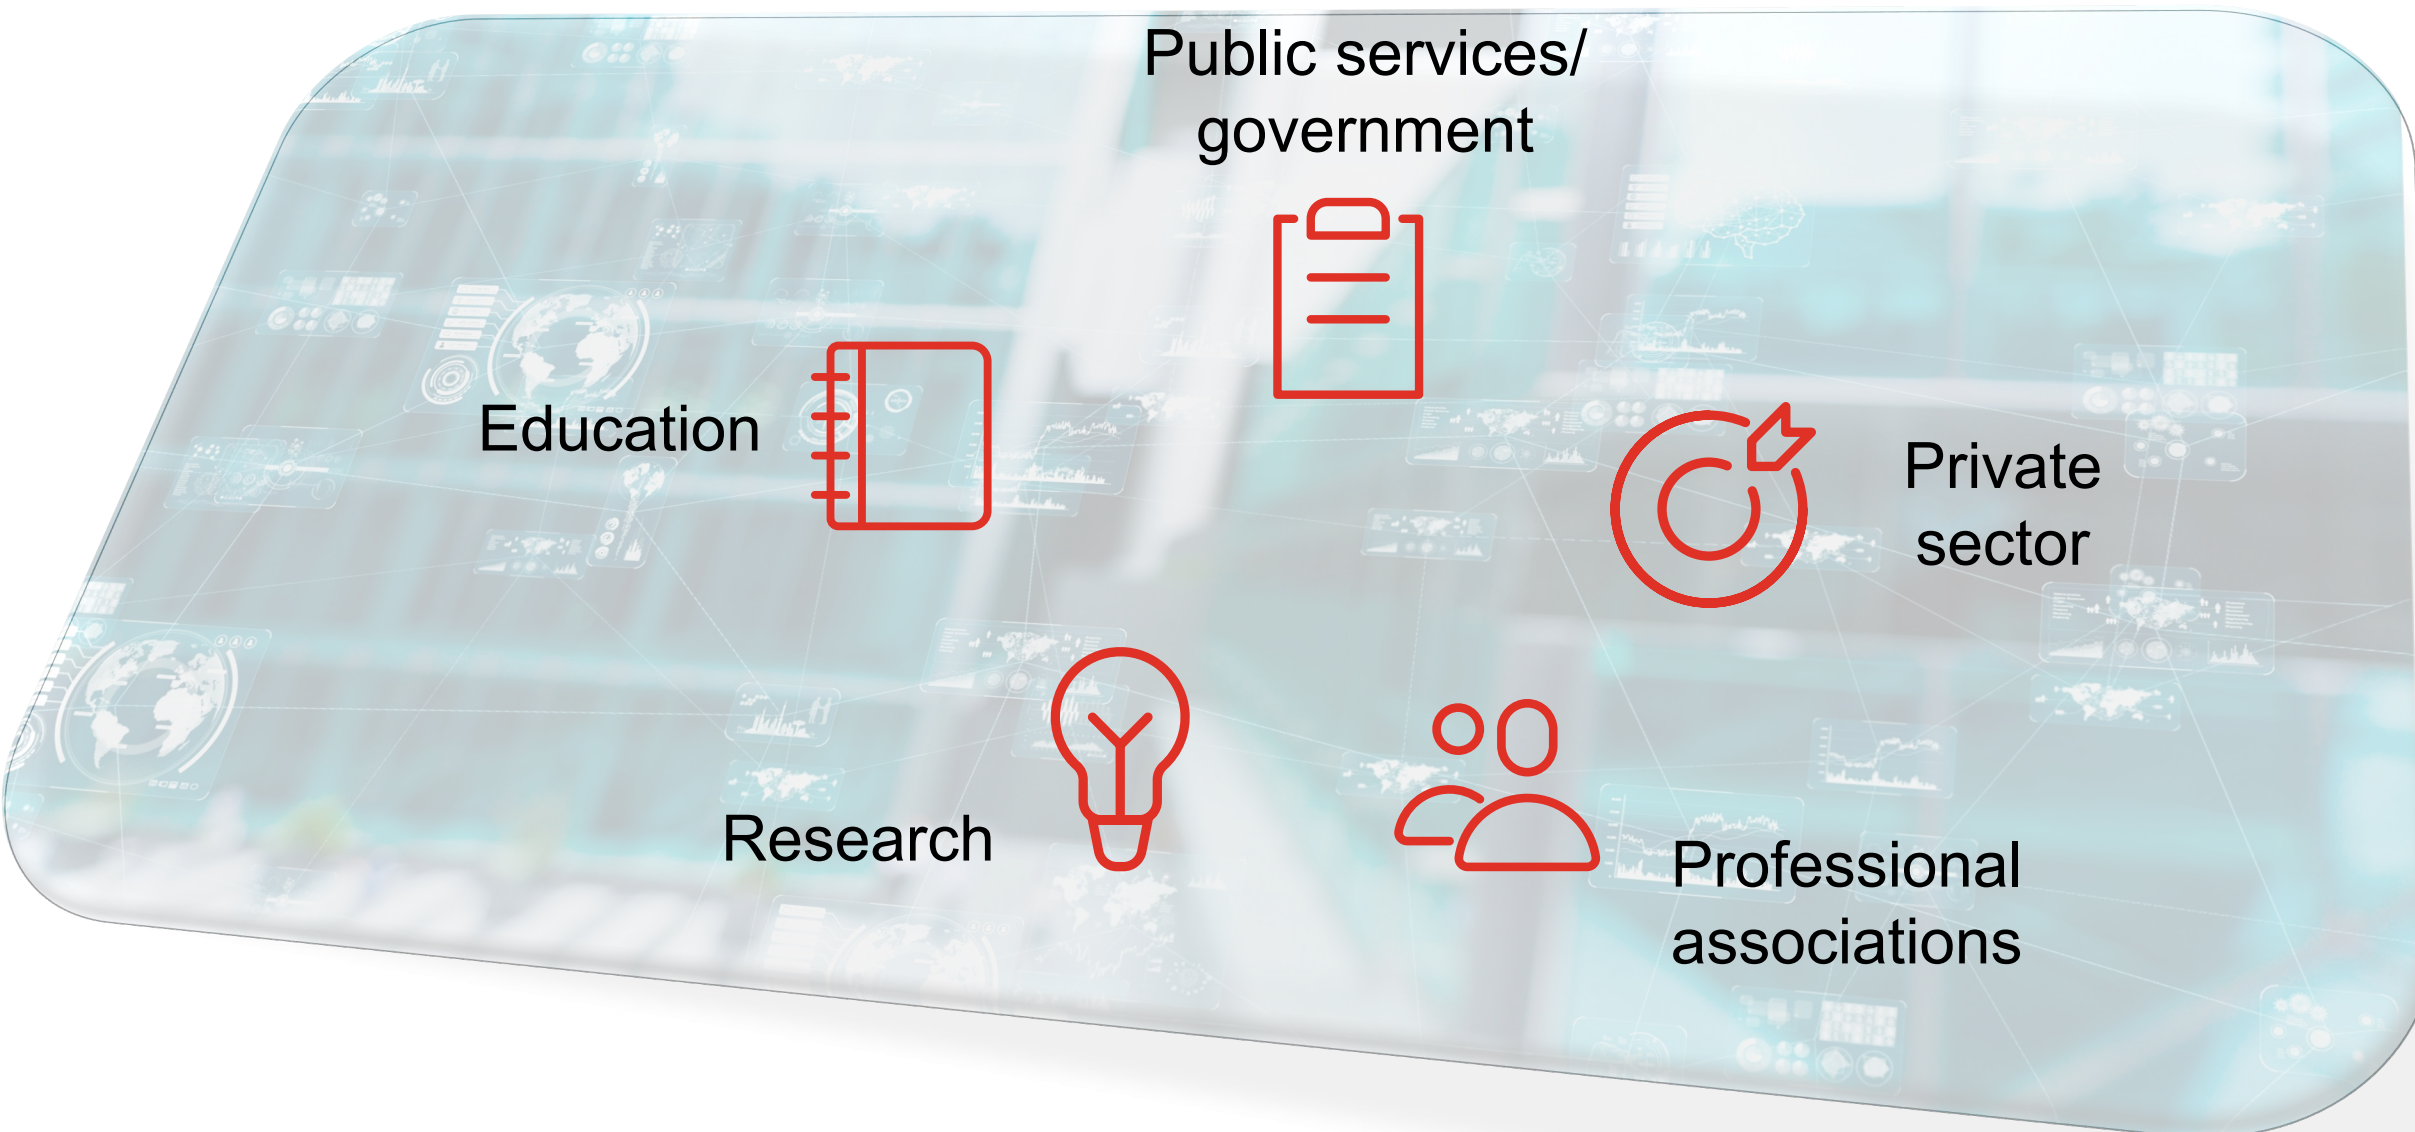 Public services/
government
Education
Private
sector
Research
Professional
associations